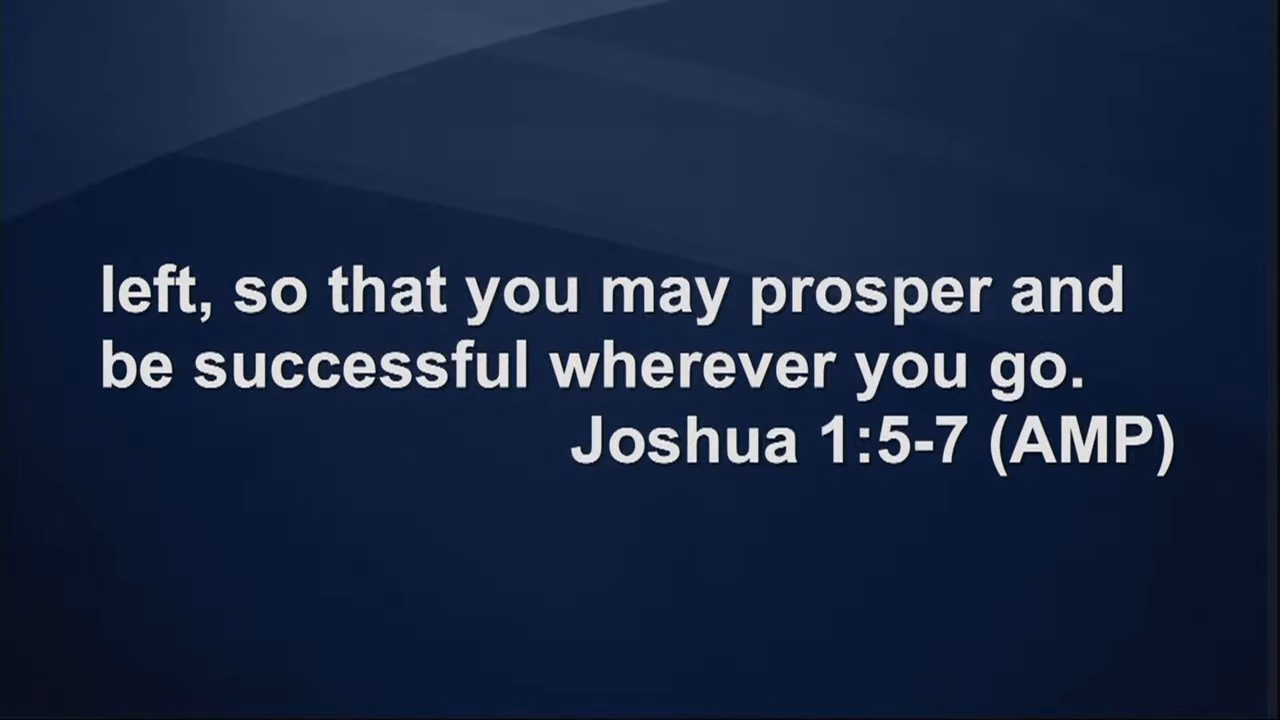 left, so that you may prosper and
be successful wherever you go.
Joshua 1:5-7 (AMP)